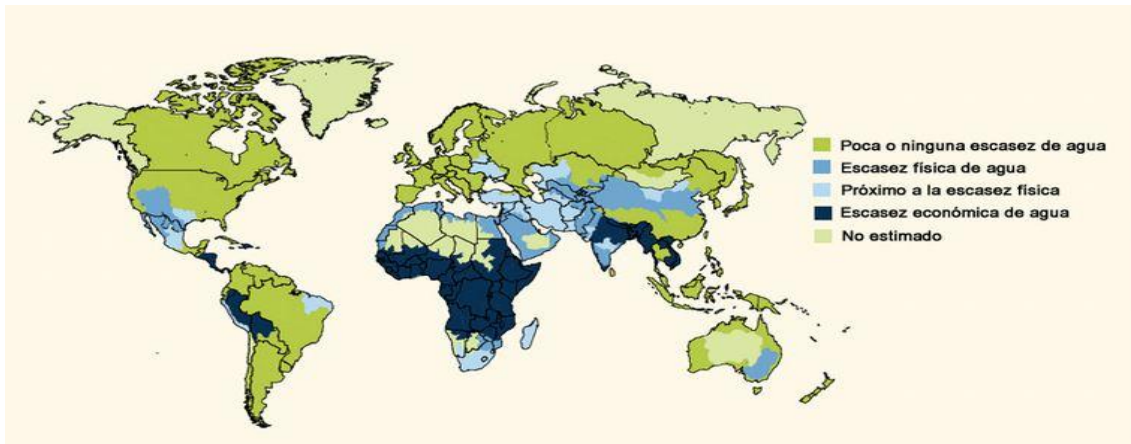 Poca o ninguna escasez de agua
Escasez física de agua
Próximo a la escasez física
Escasez económica de agua
No estimado